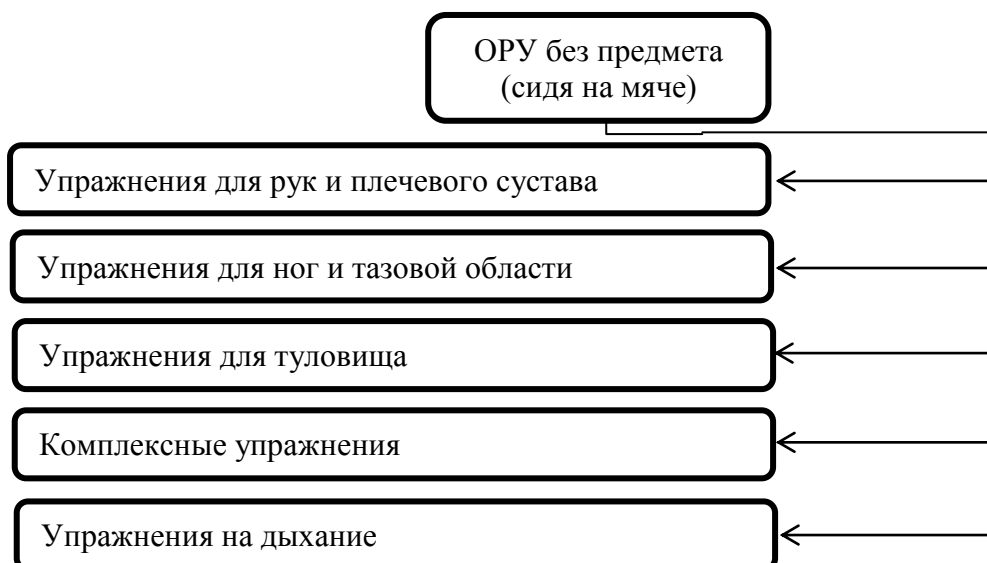 ОРУ без предмета
(сидя на мяче)
Упражнения для рук и плечевого сустава
Упражнения для ног и тазовой области
Упражнения для туловища
Комплексные упражнения
Упражнения на дыхание